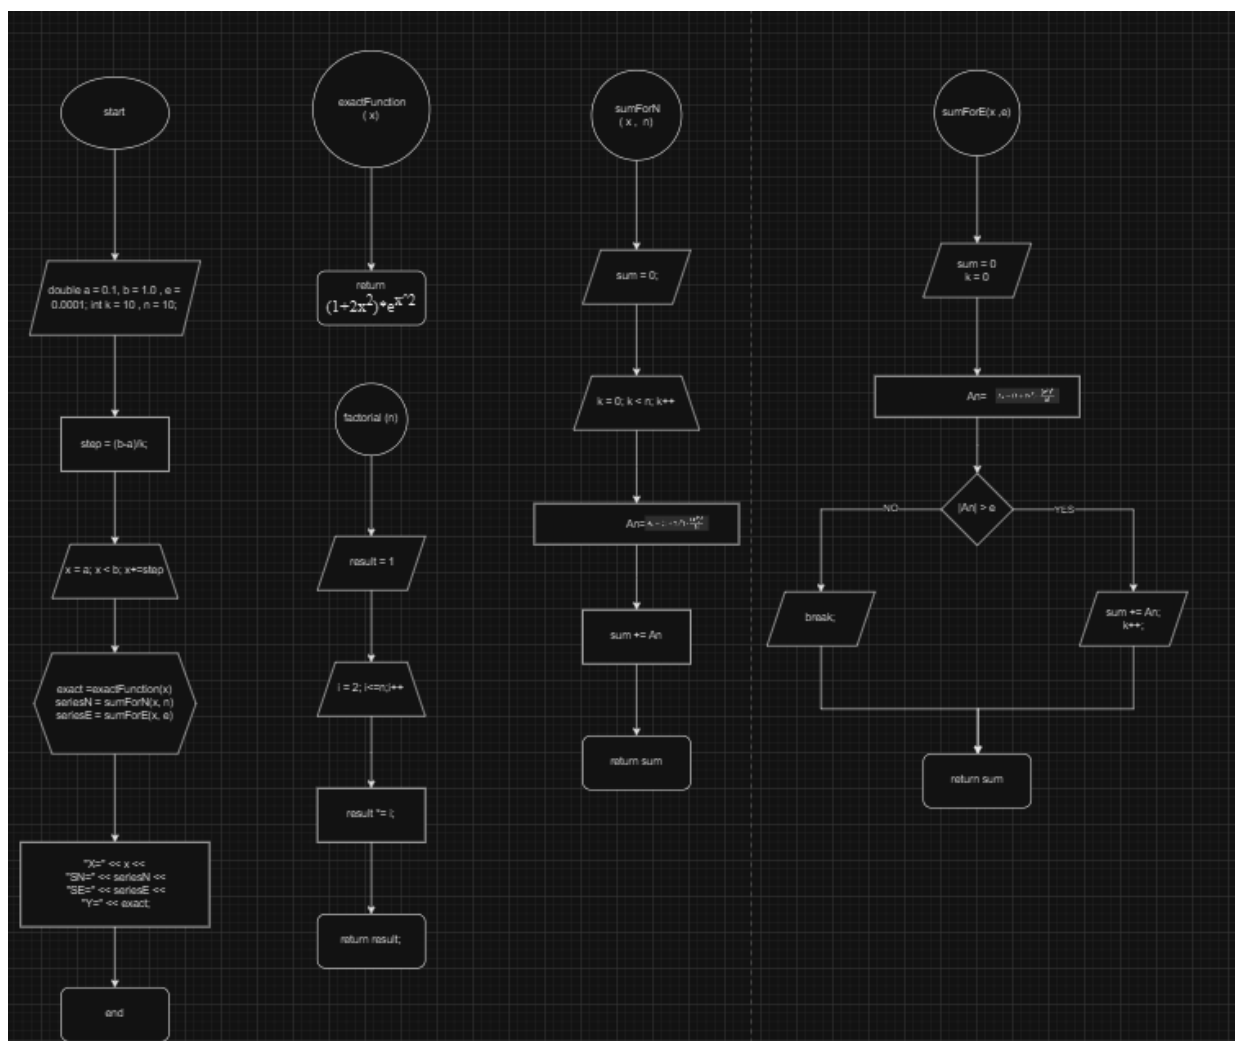 start
double a = 0.1, b = 1.0 , e =
0.0001; int k = 10 , n = 10;
step = (b-a)/k;
x = a; x < b; x+=step
exact =exactFunction(x)
seriesN = sumForN(x, n)
seriesE = sumForE(x, e)
"X=" << x <<
"SN=" << seriesN <<
"SE=" << seriesE <<
"Y=" << exact;
end
exactFunction
( x)
return
(1+2x^2)*e^x^2
factorial (n)
result = 1
i = 2; i<=n;i++
result *= i;
return result;
sumForN
( x , n)
sum = 0;
k = 0; k < n; k++
An=
sum += An
return sum
sumForE(x ,e)
sum = 0
k = 0
An=
|An| > e
NO
YES
break;
sum += An;
k++;
return sum